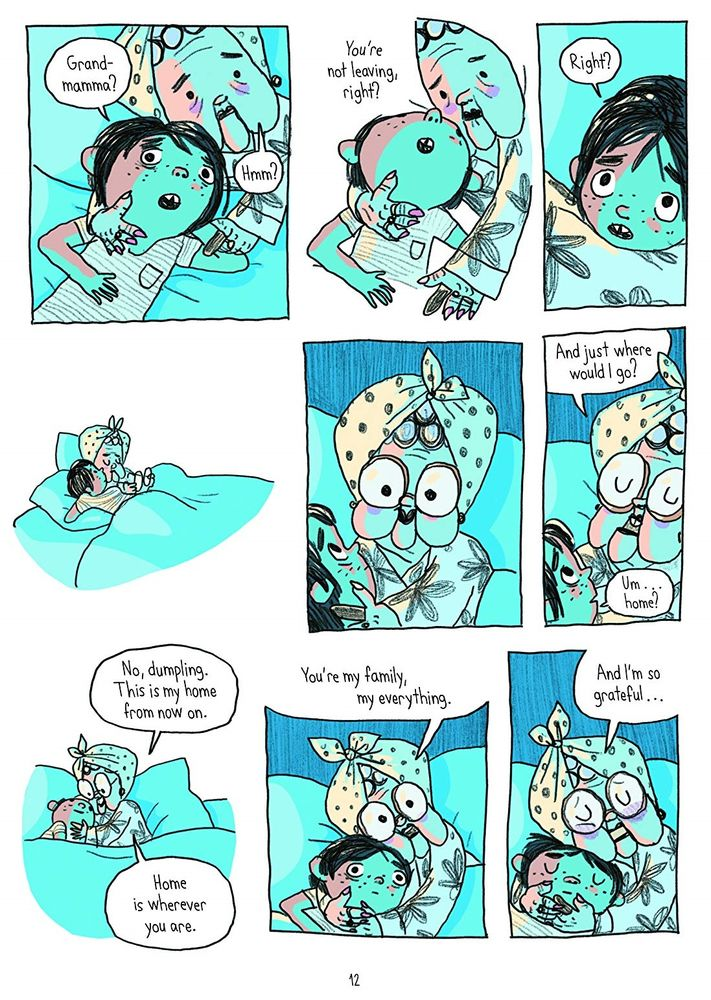 Grand-
mamma?
Hmm?
You're
not leaving,
right?
Right?
And just where
would I go?
Um...
home?
No, dumpling.
This is my home
from now on.
Home
is wherever
you are.
You're my family,
my everything.
And I'm so
grateful...
12